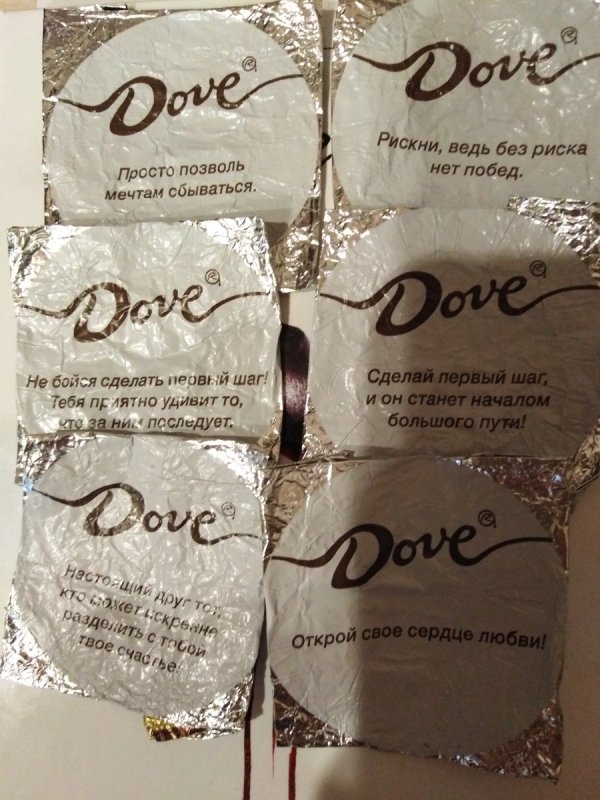 Dove
Просто позволь
мечтам сбываться.
Dove
Рискни, ведь без риска
нет побед.
Dove
Не бойся сделать первый шаг!
Тебя приятно удивит то,
что за ним последует.
Dove
Сделай первый шаг,
и он станет началом
большого пути!
Dove
Настоящий друг тот,
кто может искренне
разделить с тобой
твое счастье.
Dove
Открой свое сердце любви!